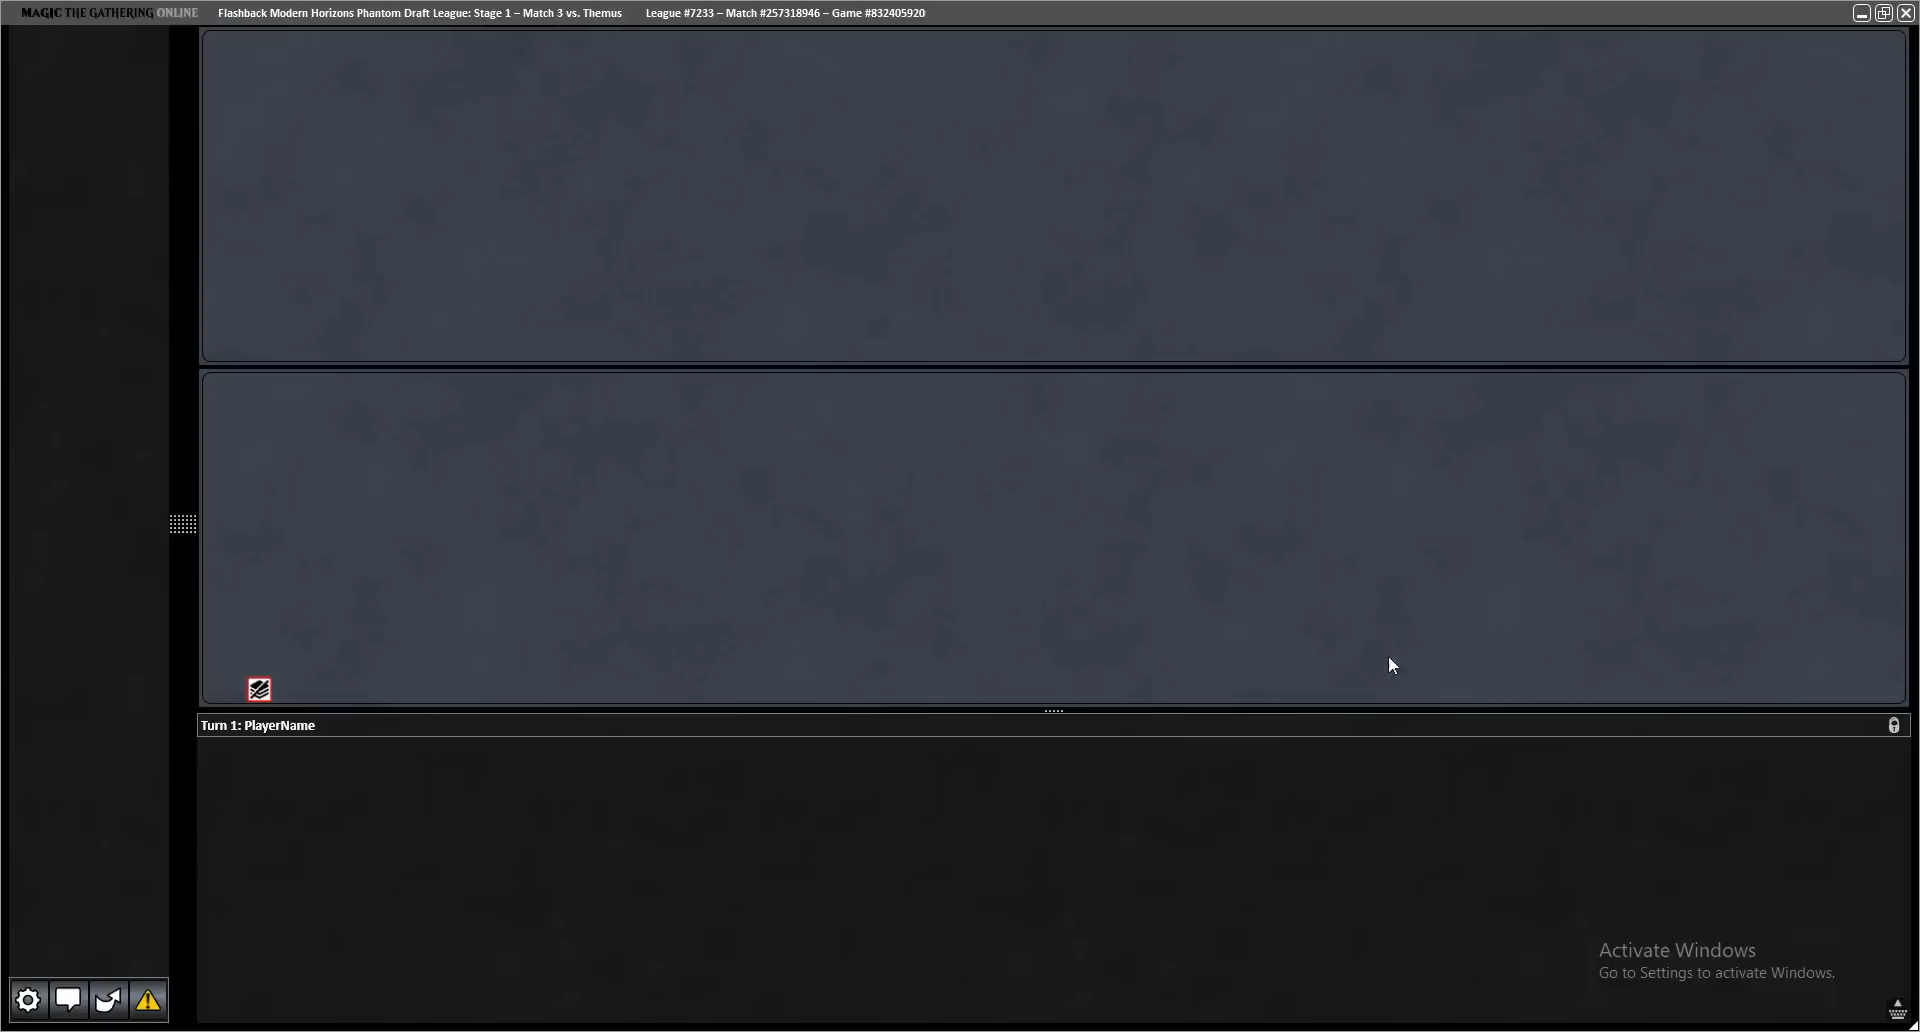 MAGIC THE GATHERING ONLINE
Flashback Modern Horizons Phantom Draft League: Stage 1 – Match 3 vs. Themus League #7233 – Match #257318946 – Game #832405920
Turn 1: PlayerName
Activate Windows
Go to Settings to activate Windows.